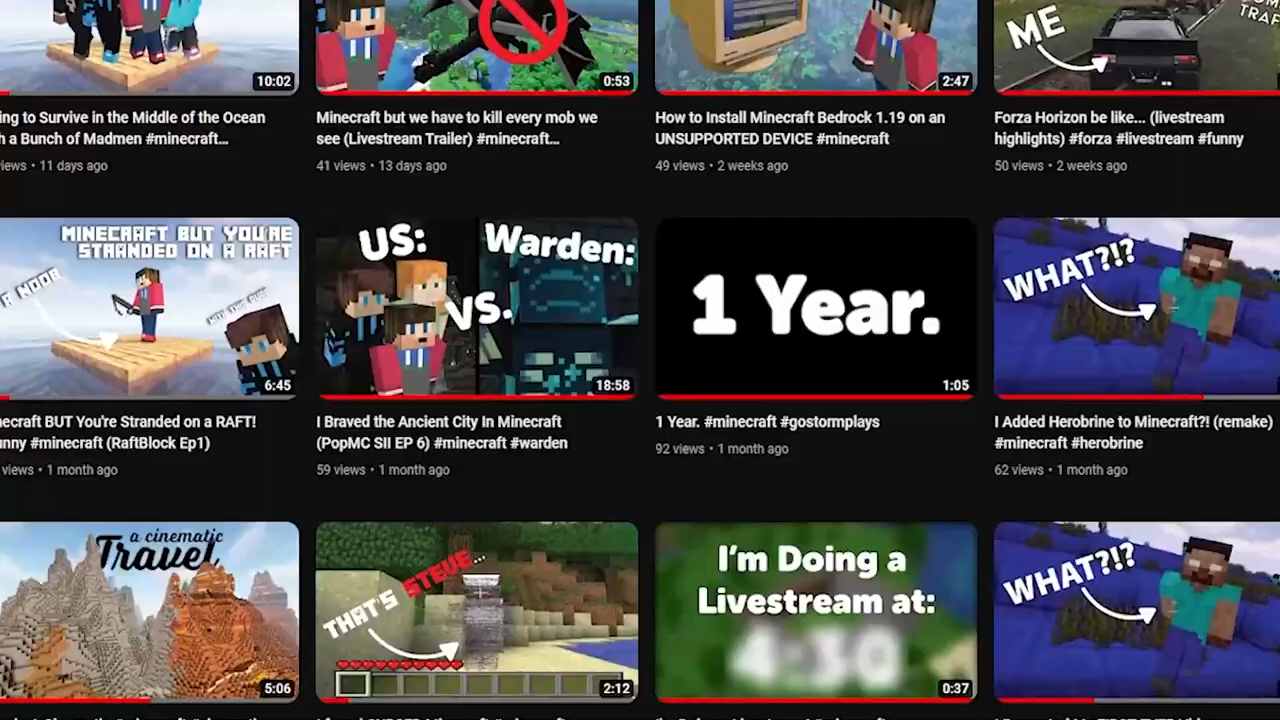 ME
10:02
0:53
2:47
ing to Survive in the Middle of the Ocean
Minecraft but we have to kill every mob we
How to Install Minecraft Bedrock 1.19 on an
Forza Horizon be like... (livestream
h a Bunch of Madmen #minecraft...
see (Livestream Trailer) #minecraft...
UNSUPPORTED DEVICE #minecraft
highlights) #forza #livestream #funny
iews • 11 days ago
41 views • 13 days ago
49 views • 2 weeks ago
50 views • 2 weeks ago
MINECRAFT BUT YOU'RE
STRANDED ON A RAFT
A NOOB
6:45
US:
VS.
Warden:
18:58
1 Year.
1:05
WHAT?!?
necraft BUT You're Stranded on a RAFT!
I Braved the Ancient City In Minecraft
1 Year. #minecraft #gostormplays
I Added Herobrine to Minecraft?! (remake)
unny #minecraft (RaftBlock Ep1)
(PopMC SII EP 6) #minecraft #warden
#minecraft #herobrine
views • 1 month ago
59 views • 1 month ago
92 views • 1 month ago
62 views • 1 month ago
a cinematic
Travel
5:06
THAT'S STEVE...
2:12
I'm Doing a
Livestream at:
4:30
0:37
WHAT?!?